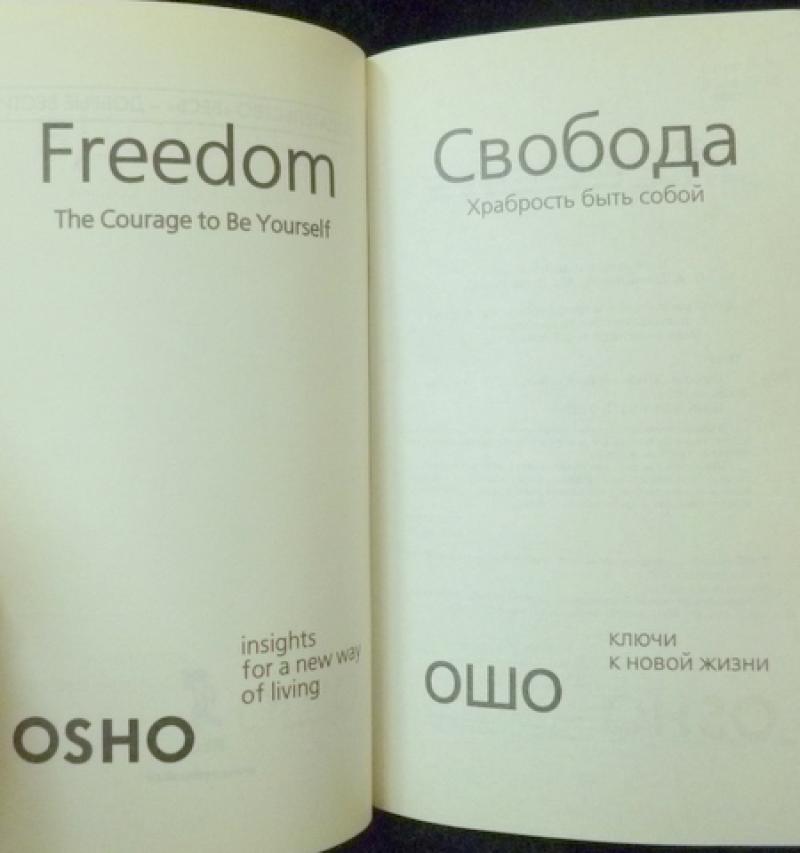 Freedom
The Courage to Be Yourself
insights
for a new way
of living
OSHO
Свобода
Храбрость быть собой
ключи
к новой жизни
ОШО